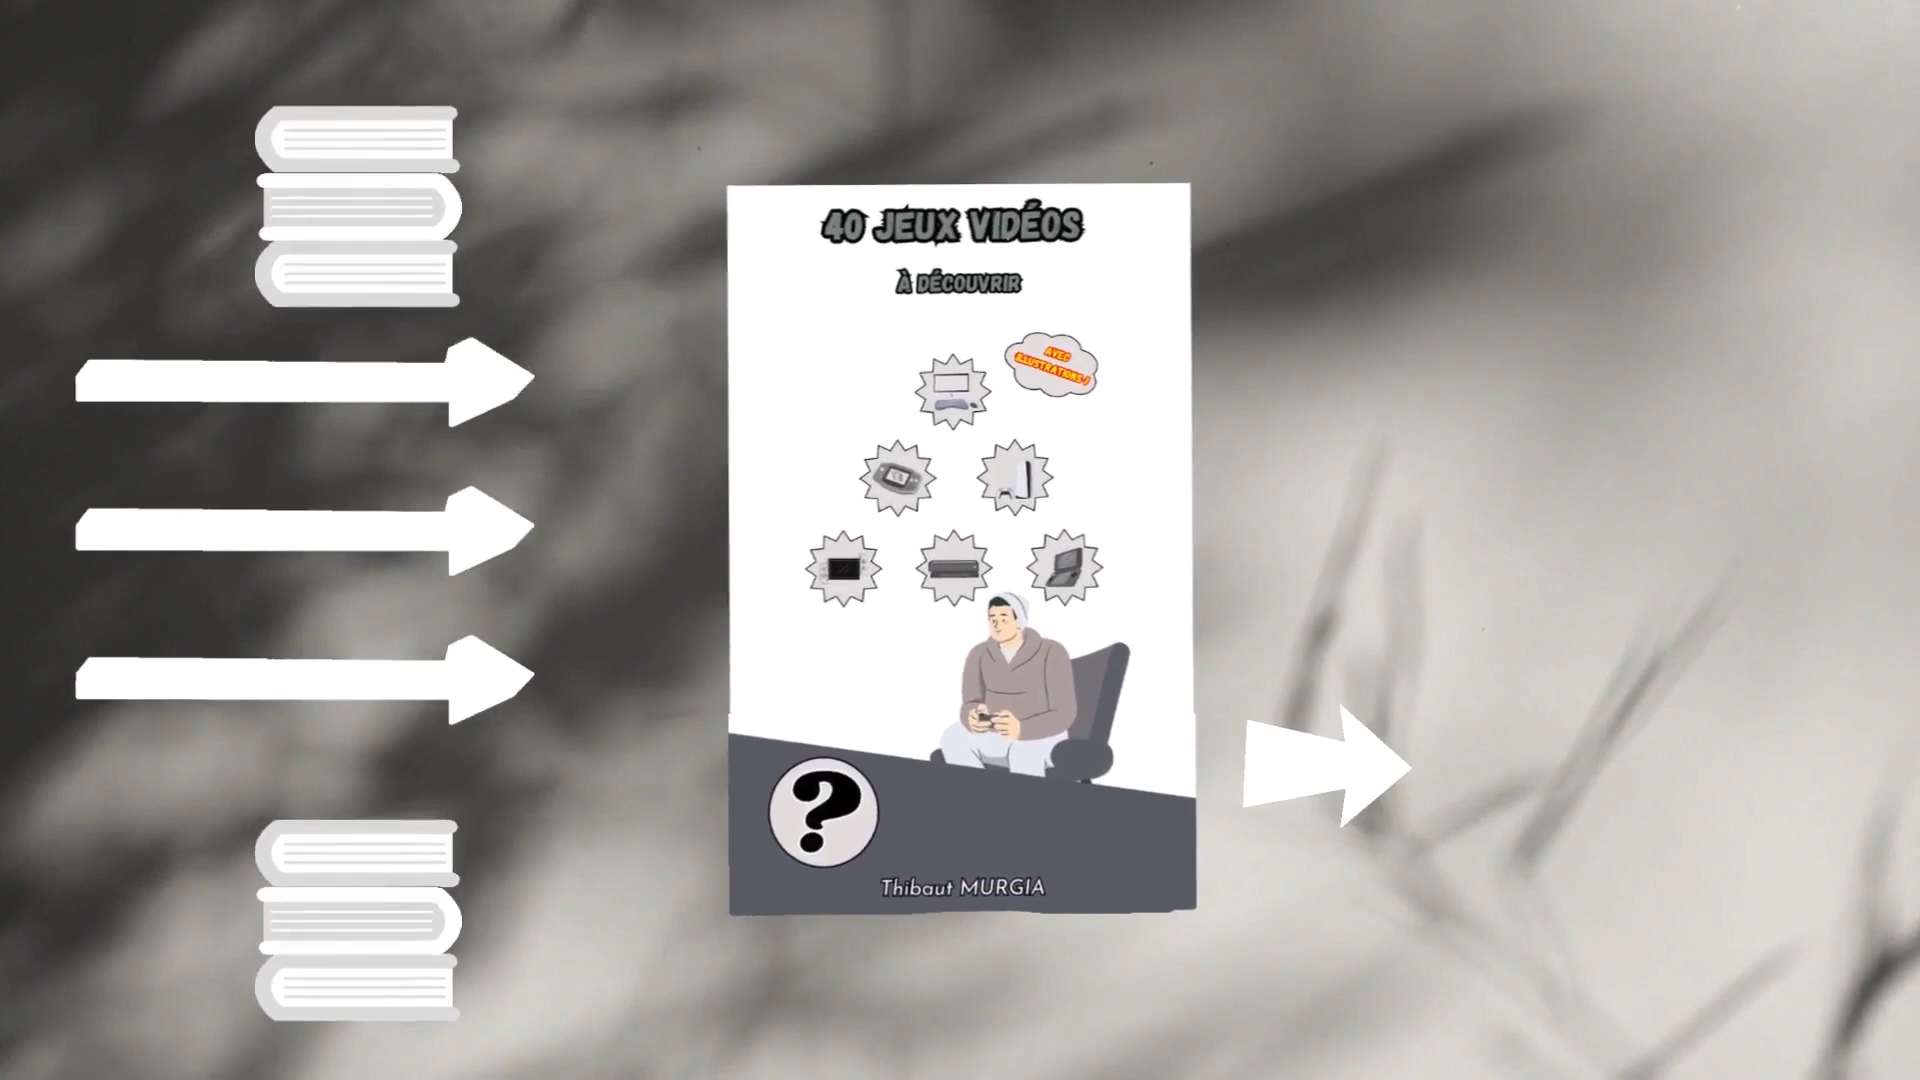 40 JEUX VIDÉOS
À DÉCOUVRIR
AVEC
ILLUSTRATIONS !
?
Thibaut MURGIA